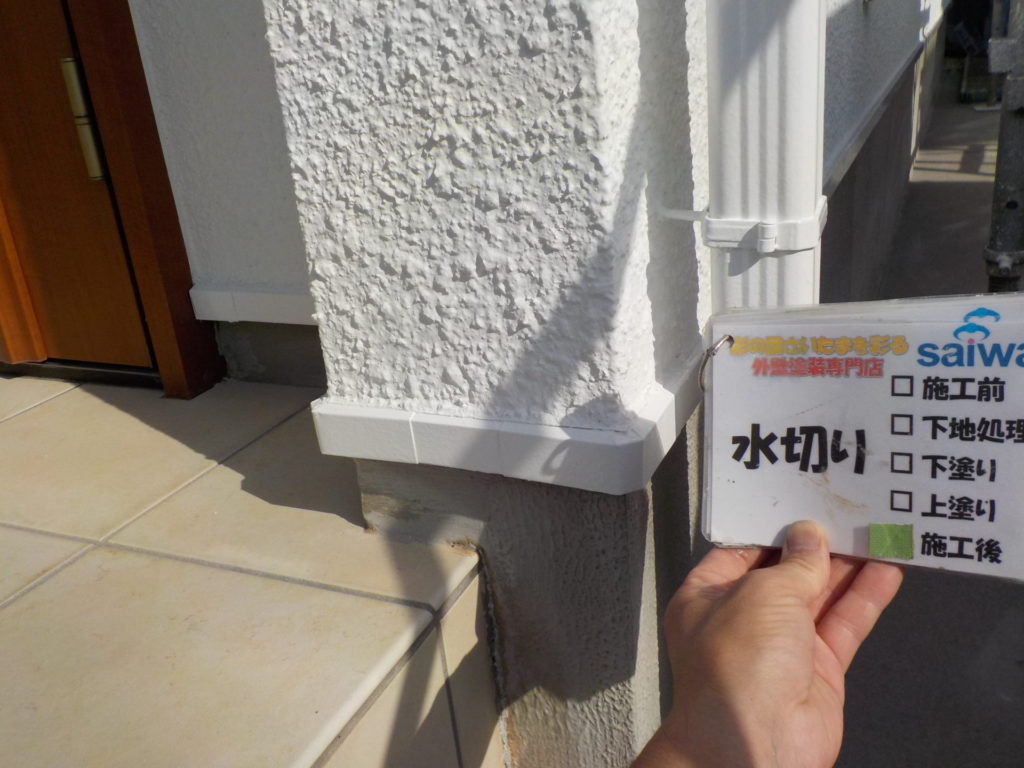 外壁塗装専門店
saiwa
水切り
施工前
下地処理
下塗り
上塗り
施工後